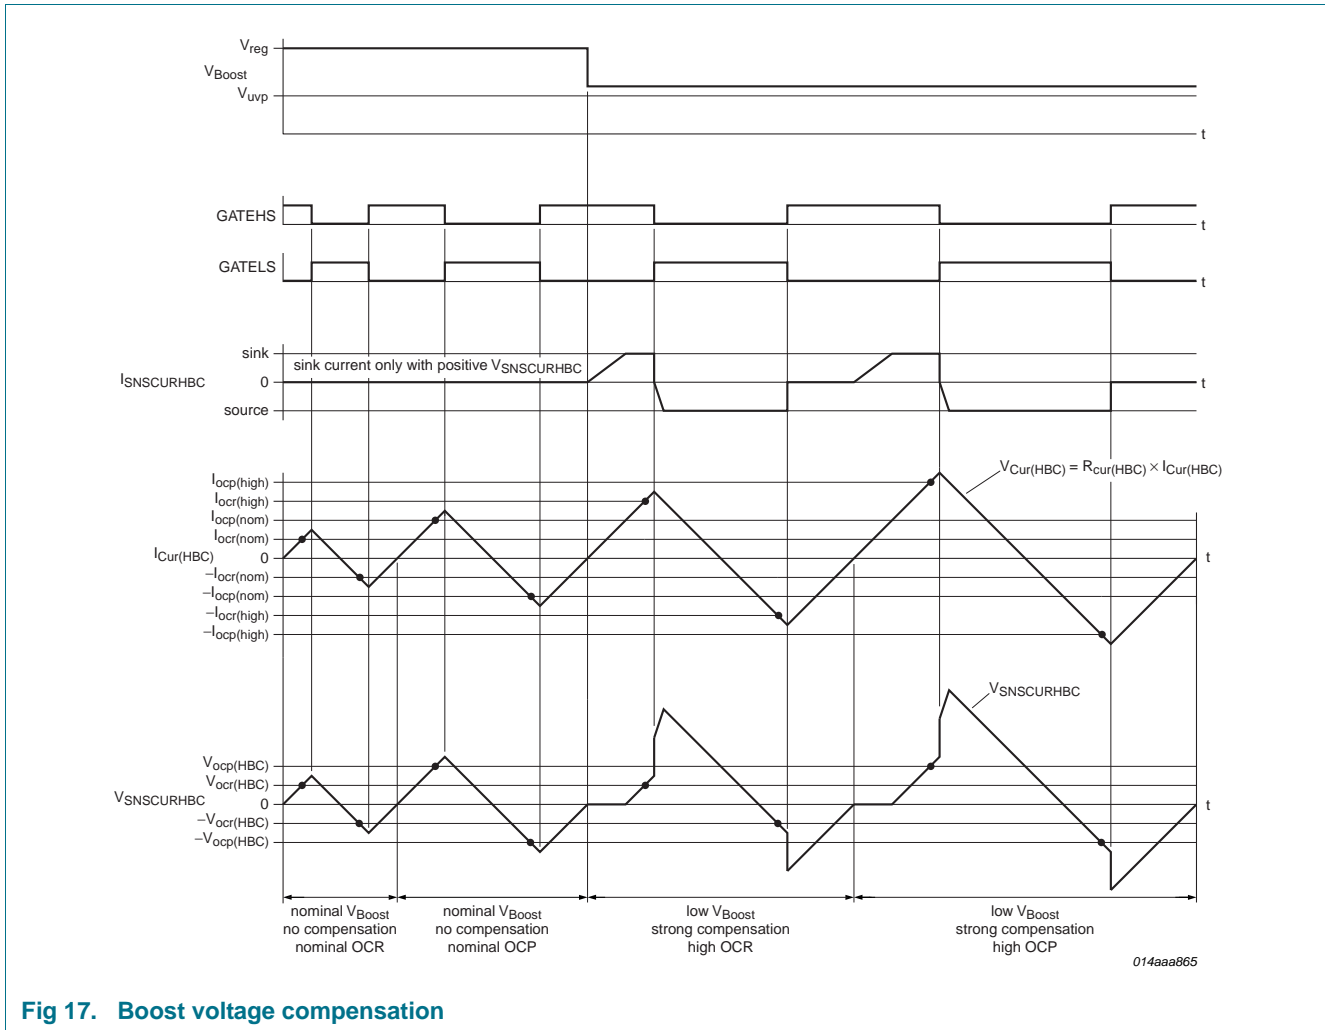 Vreg
VBoost
Vuvp
t
GATEHS
t
GATELS
t
sink
sink current only with positive VSNSCURHBC
ISNSCURHBC
0
t
source
VCur(HBC) = Rcur(HBC) × ICur(HBC)
Iocp(high)
Iocr(high)
Iocp(nom)
Iocr(nom)
ICur(HBC)
0
t
−Iocr(nom)
−Iocp(nom)
−Iocr(high)
−Iocp(high)
VSNSCURHBC
Vocp(HBC)
Vocr(HBC)
VSNSCURHBC
0
t
−Vocr(HBC)
−Vocp(HBC)
nominal VBoost
no compensation
nominal OCR
nominal VBoost
no compensation
nominal OCP
low VBoost
strong compensation
high OCR
low VBoost
strong compensation
high OCP
014aaa865
Fig 17. Boost voltage compensation